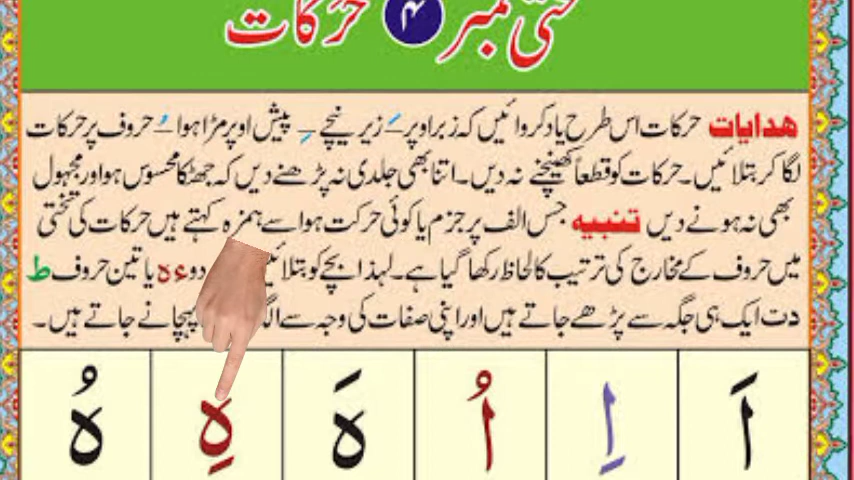 تختی نمبر ۴ حرکات
ھدایات حرکات اس طرح یاد کروائیں کہ زبر اوپر ـَ زیر نیچے ـِ پیش اوپر مڑا ہوا ـُ حروف پر حرکات
لگا کر بتلائیں۔حرکات کو قطعاً کھینچنے نہ دیں۔اتنا بھی جلدی نہ پڑھنے دیں کہ جھٹکا محسوس ہو اور مجہول
بھی نہ ہونے دیں تنبیہ جس الف پر جزم یا کوئی حرکت ہو اسے ہمزہ کہتے ہیں حرکات کی تختی
میں حروف کے مخارج کی ترتیب کا لحاظ رکھا گیا ہے۔لہذا بچے کو بتلائیں دو ء ہ یا تین حروف ط
د ت ایک ہی جگہ سے پڑھے جاتے ہیں اور اپنی صفات کی وجہ سے پہچانے جاتے ہیں۔
اَ اِ اُ هَ هِ هُ